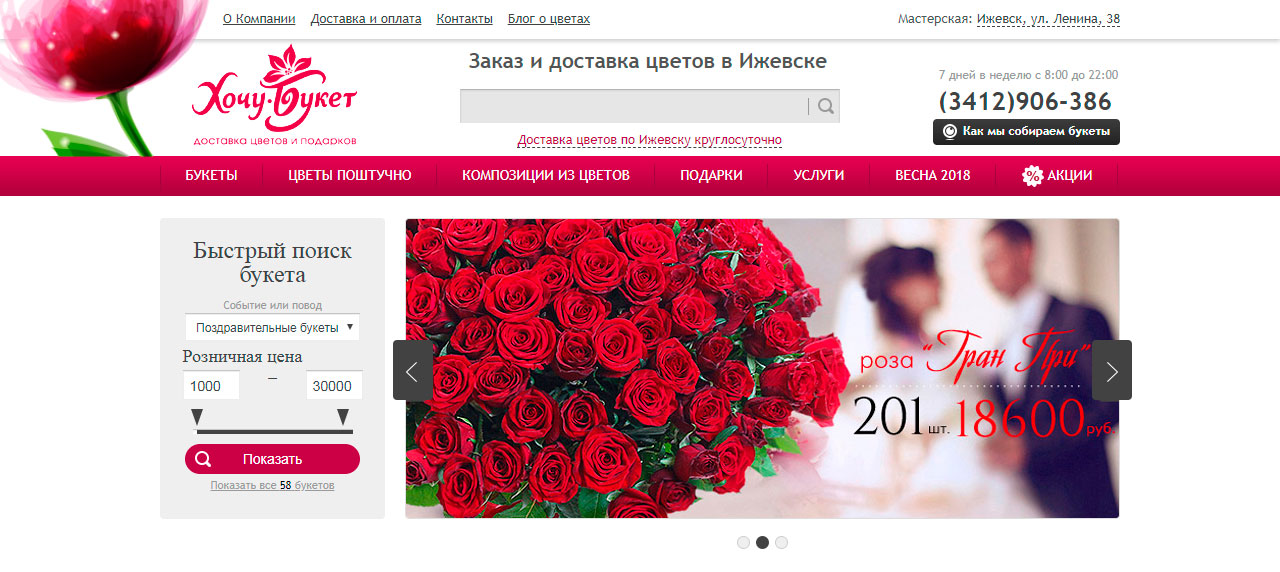 О Компании Доставка и оплата Контакты Блог о цветах
Мастерская: Ижевск, ул. Ленина, 38
Хочу·Букет
доставка цветов и подарков
Заказ и доставка цветов в Ижевске
Доставка цветов по Ижевску круглосуточно
7 дней в неделю с 8:00 до 22:00
(3412)906-386
Как мы собираем букеты
БУКЕТЫ ЦВЕТЫ ПОШТУЧНО КОМПОЗИЦИИ ИЗ ЦВЕТОВ ПОДАРКИ УСЛУГИ ВЕСНА 2018 % АКЦИИ
Быстрый поиск
букета
Событие или повод
Поздравительные букеты
Розничная цена
1000 – 30000
Показать
Показать все 58 букетов
роза “Гран При”
201 шт. 18600 руб.